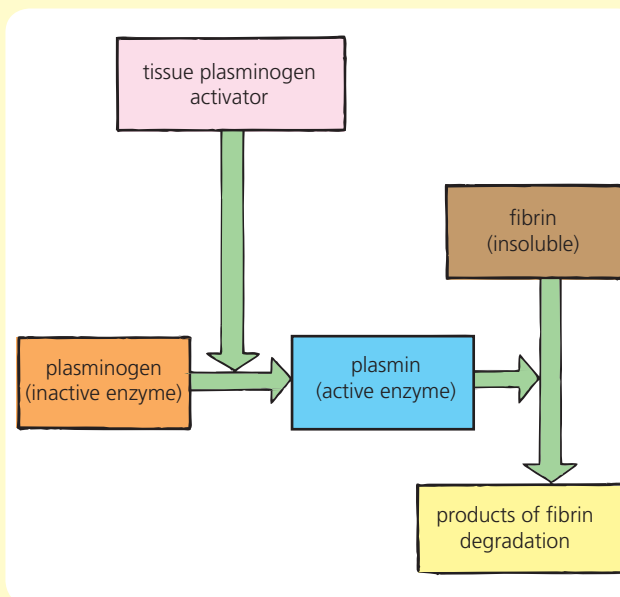 tissue plasminogen
activator
fibrin
(insoluble)
plasminogen
(inactive enzyme)
plasmin
(active enzyme)
products of fibrin
degradation